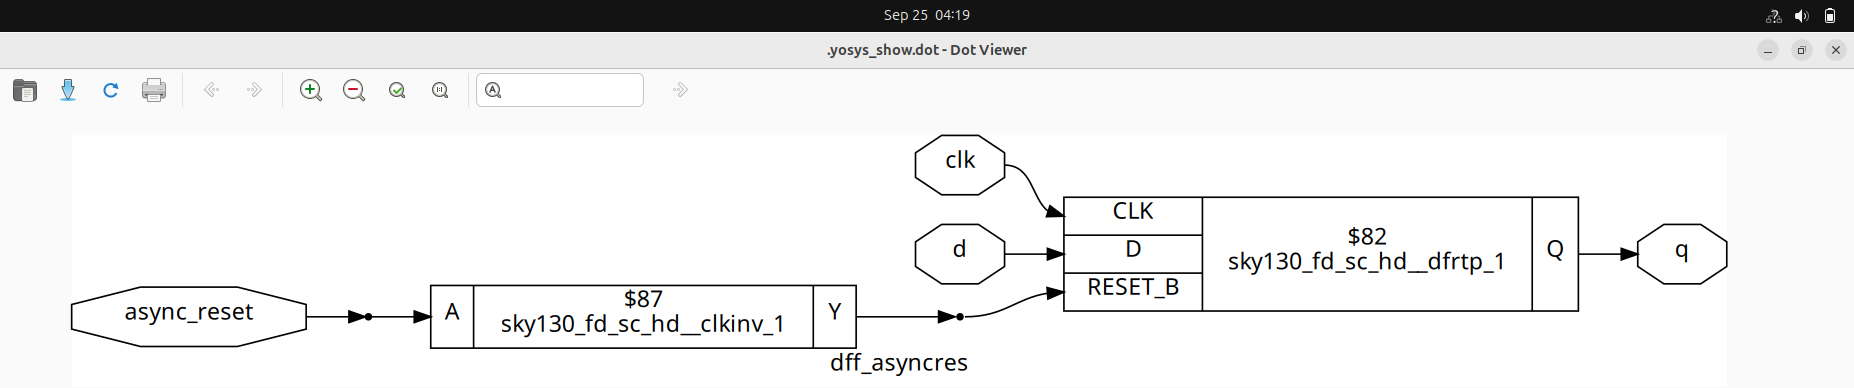 Sep 25 04:19
.yosys_show.dot - Dot Viewer
clk
CLK
d
D
$82
sky130_fd_sc_hd__dfrtp_1
Q
q
RESET_B
async_reset
A
$87
sky130_fd_sc_hd__clkinv_1
Y
dff_asyncres